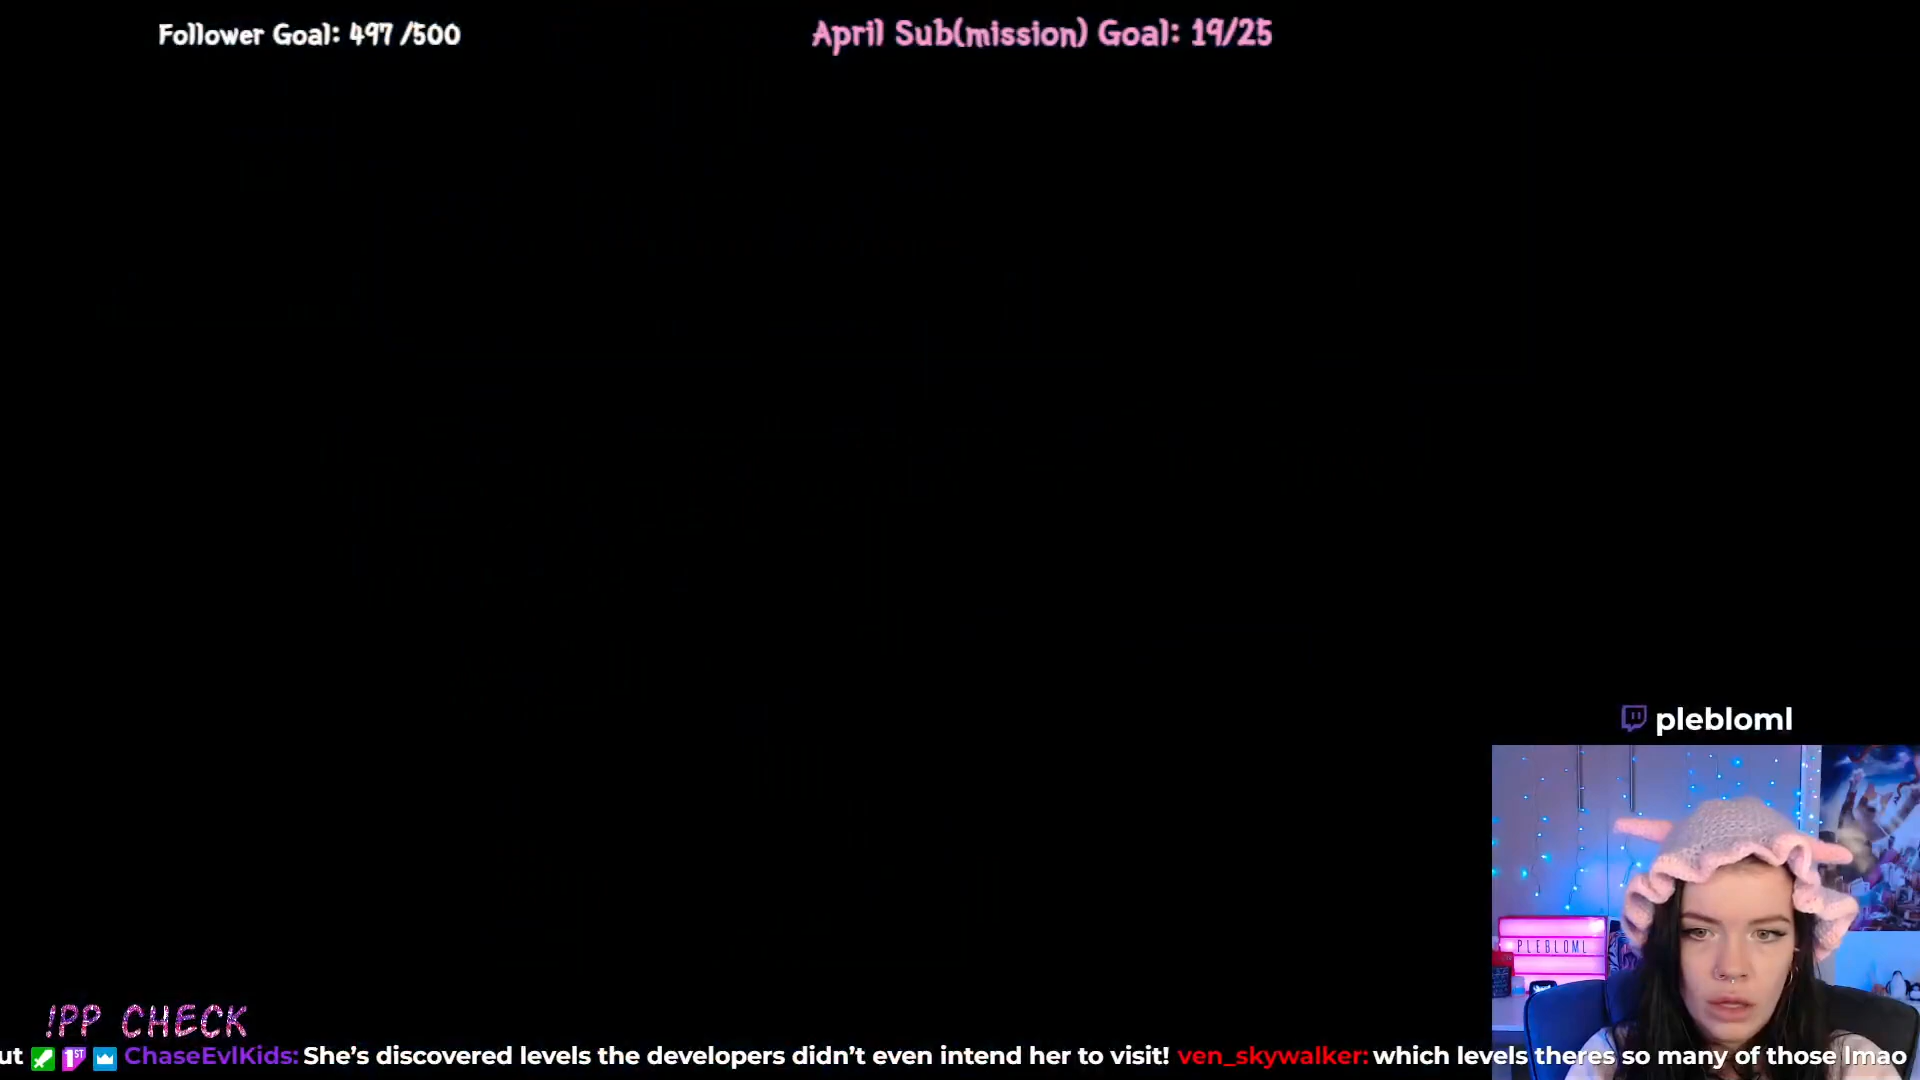 Follower Goal: 497 /500
April Sub(mission) Goal: 19/25
plebloml
PLEBLOML
!PP CHECK
ut 1ST ChaseEvlKids: She’s discovered levels the developers didn’t even intend her to visit! ven_skywalker: which levels theres so many of those lmao